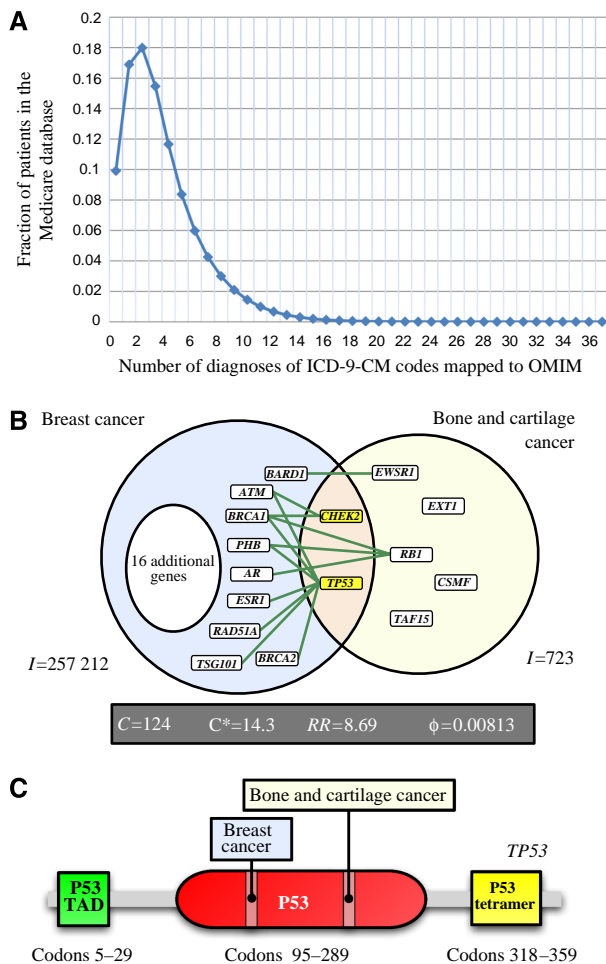 A
Fraction of patients in the
Medicare database
0.2
0.18
0.16
0.14
0.12
0.1
0.08
0.06
0.04
0.02
0
0 2 4 6 8 10 12 14 16 18 20 22 24 26 28 30 32 34 36
Number of diagnoses of ICD-9-CM codes mapped to OMIM
B
Breast cancer
Bone and cartilage
cancer
BARD1
EWSR1
ATM
BRCA1
CHEK2
EXT1
PHB
RB1
16 additional
genes
AR
TP53
CSMF
ESR1
RAD51A
TAF15
TSG101
BRCA2
I=257 212
I=723
C=124 C*=14.3 RR=8.69 ϕ=0.00813
C
Bone and cartilage cancer
Breast
cancer
TP53
P53
TAD
P53
P53
tetramer
Codons 5–29
Codons 95–289
Codons 318–359